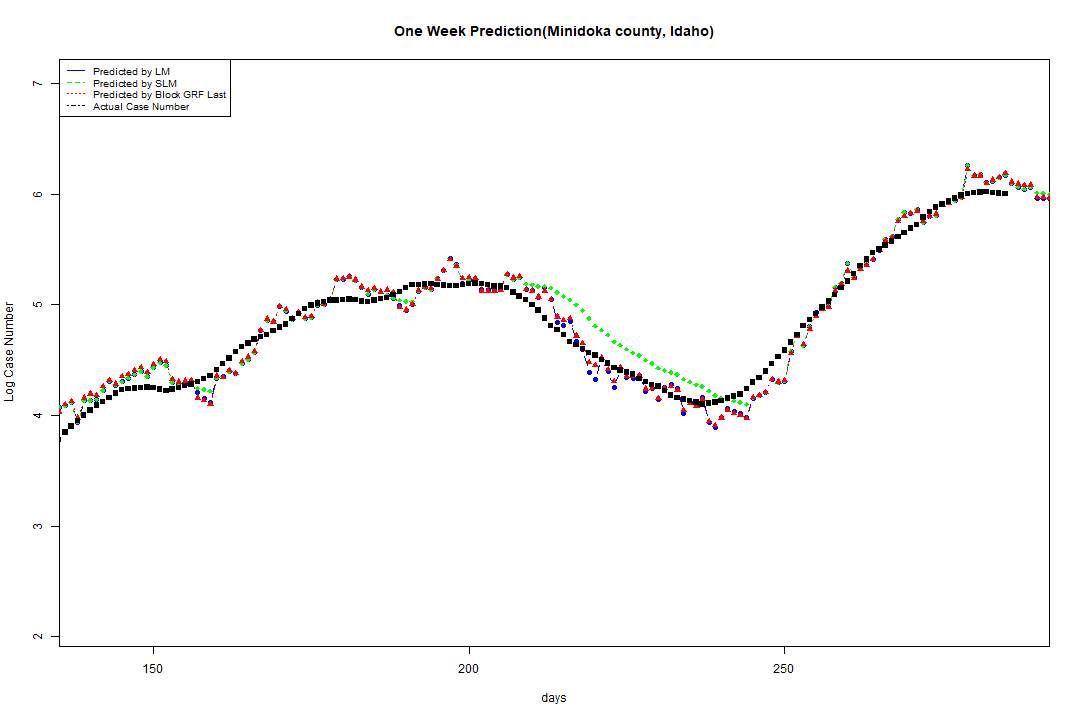 One Week Prediction(Minidoka county, Idaho)
Predicted by LM
Predicted by SLM
Predicted by Block GRF Last
Actual Case Number
Log Case Number
7
6
5
4
3
2
150
200
250
days